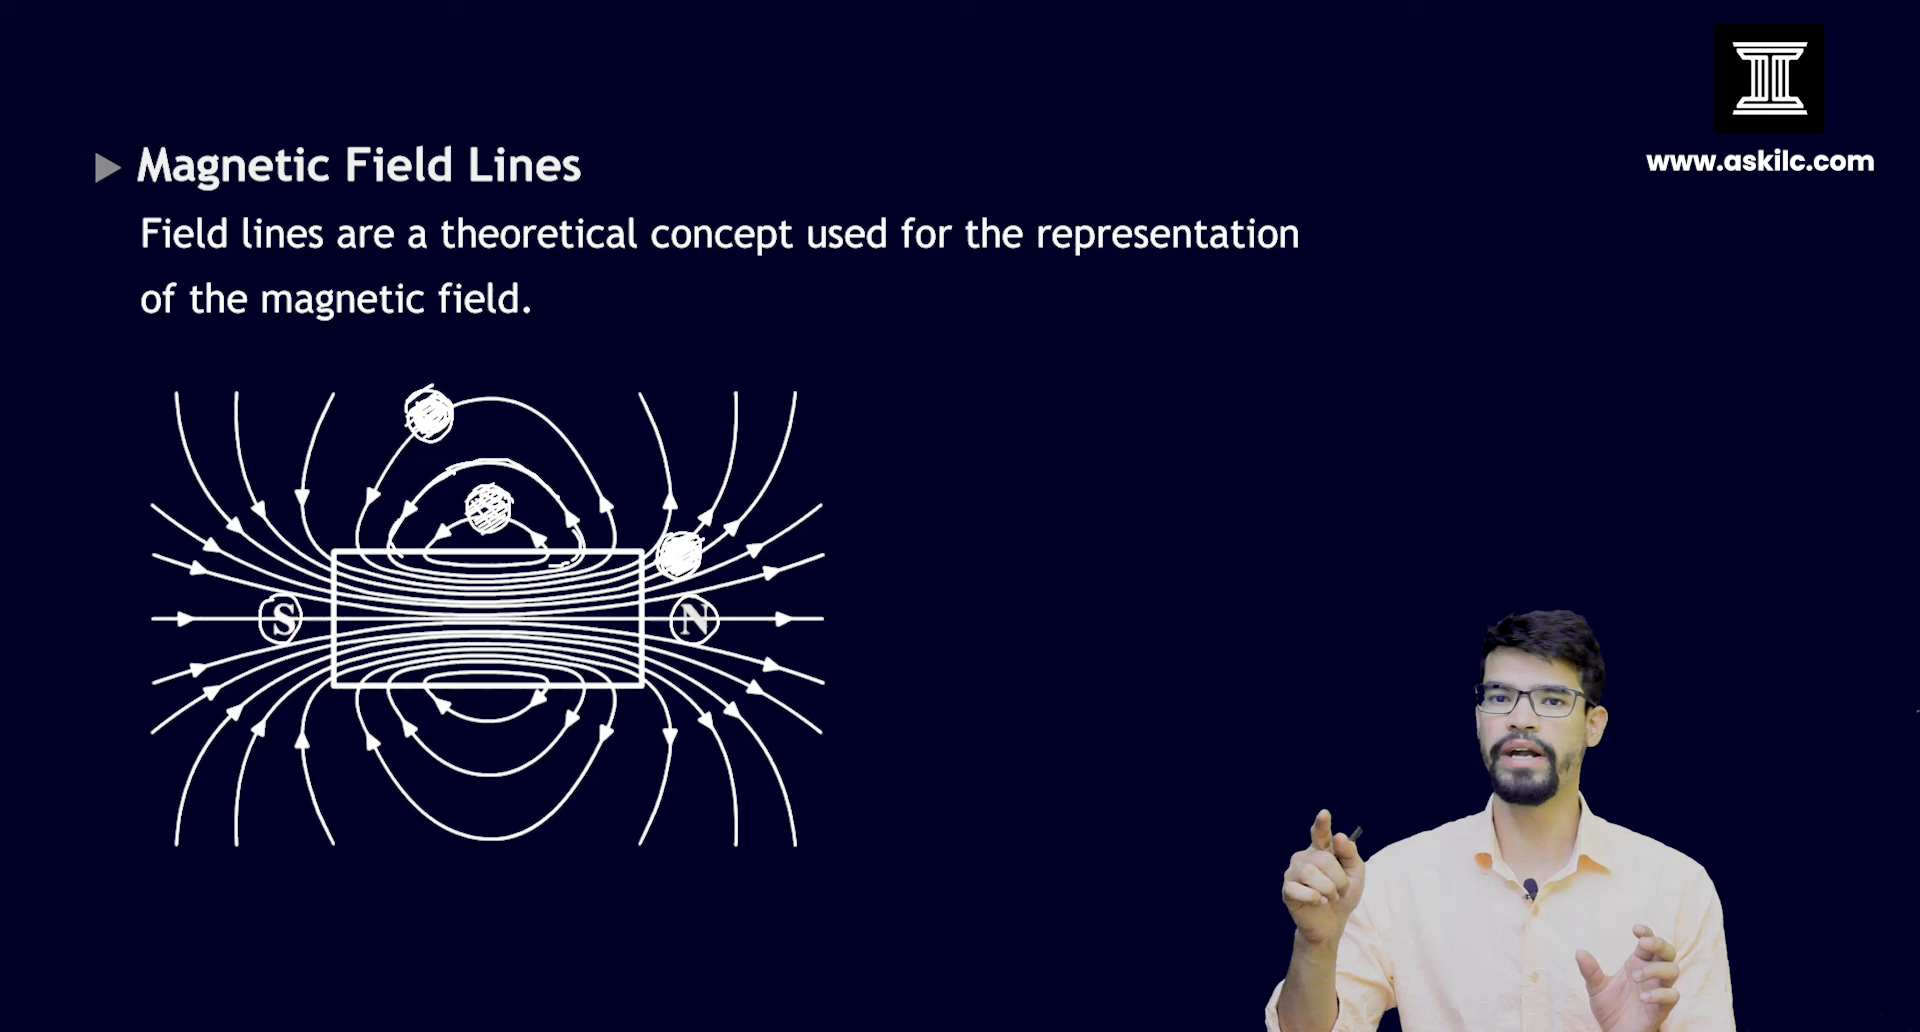 www.askilc.com
Magnetic Field Lines
Field lines are a theoretical concept used for the representation
of the magnetic field.
S
N